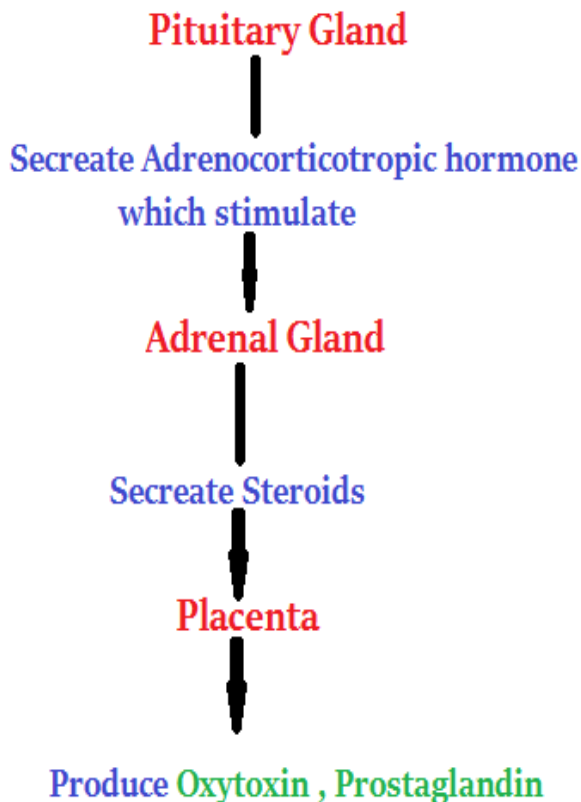 Pituitary Gland
Secreate Adrenocorticotropic hormone
which stimulate
Adrenal Gland
Secreate Steroids
Placenta
Produce Oxytoxin , Prostaglandin